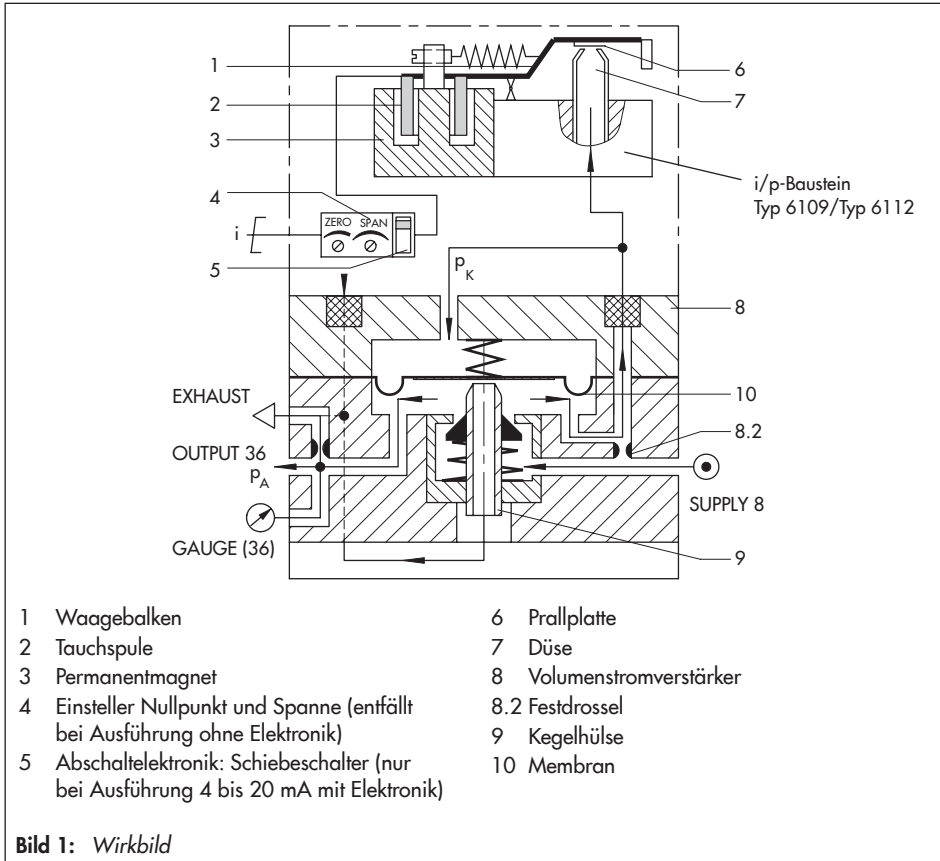 1
2
3
4
5
ZERO SPAN
i
6
7
i/p-Baustein
Typ 6109/Typ 6112
pK
8
EXHAUST
10
OUTPUT 36
8.2
pA
SUPPLY 8
GAUGE (36)
9
1 Waagebalken
2 Tauchspule
3 Permanentmagnet
4 Einsteller Nullpunkt und Spanne (entfällt
bei Ausführung ohne Elektronik)
5 Abschaltelektronik: Schiebeschalter (nur
bei Ausführung 4 bis 20 mA mit Elektronik)
6 Prallplatte
7 Düse
8 Volumenstromverstärker
8.2 Festdrossel
9 Kegelhülse
10 Membran
Bild 1: Wirkbild